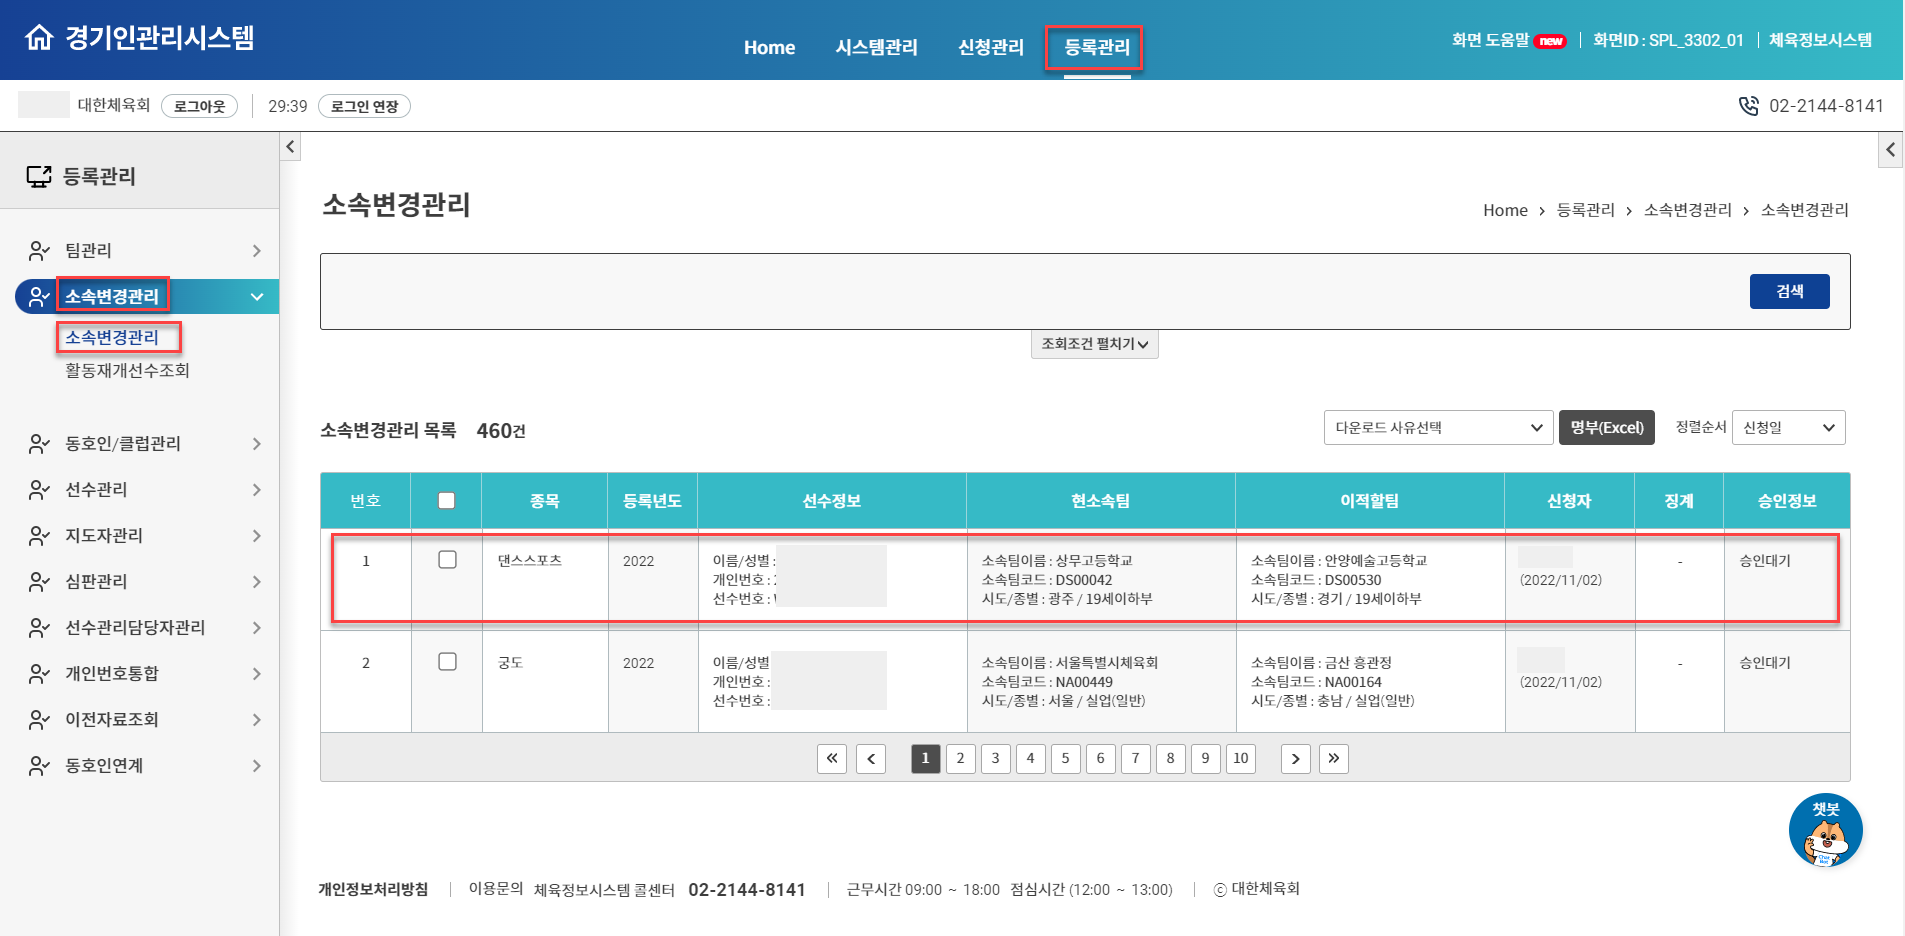 경기인관리시스템
Home 시스템관리 신청관리 등록관리
화면 도움말 new 화면ID : SPL_3302_01 체육정보시스템
대한체육회 로그아웃 29:39 로그인 연장
02-2144-8141
등록관리
팀관리
소속변경관리
소속변경관리
활동재개선수조회
동호인/클럽관리
선수관리
지도자관리
심판관리
선수관리담당자관리
개인번호통합
이전자료조회
동호인연계
소속변경관리
Home > 등록관리 > 소속변경관리 > 소속변경관리
검색
조회조건 펼치기
소속변경관리 목록 460건
다운로드 사유선택 명부(Excel) 정렬순서 신청일
번호 종목 등록년도 선수정보 현소속팀 이적할팀 신청자 징계 승인정보
1 댄스스포츠 2022 이름/성별 : 소속팀이름 : 상무고등학교 소속팀이름 : 안양예술고등학교 - 승인대기
개인번호 : 소속팀코드 : DS00042 소속팀코드 : DS00530 (2022/11/02)
선수번호 : 시도/종별 : 광주 / 19세이하부 시도/종별 : 경기 / 19세이하부
2 궁도 2022 이름/성별 소속팀이름 : 서울특별시체육회 소속팀이름 : 금산 흥관정 - 승인대기
개인번호 : 소속팀코드 : NA00449 소속팀코드 : NA00164 (2022/11/02)
선수번호 : 시도/종별 : 서울 / 실업(일반) 시도/종별 : 충남 / 실업(일반)
« < 1 2 3 4 5 6 7 8 9 10 > »
챗봇
Chat Bot
개인정보처리방침 이용문의 체육정보시스템 콜센터 02-2144-8141 근무시간 09:00 ~ 18:00 점심시간 (12:00 ~ 13:00) ⓒ 대한체육회